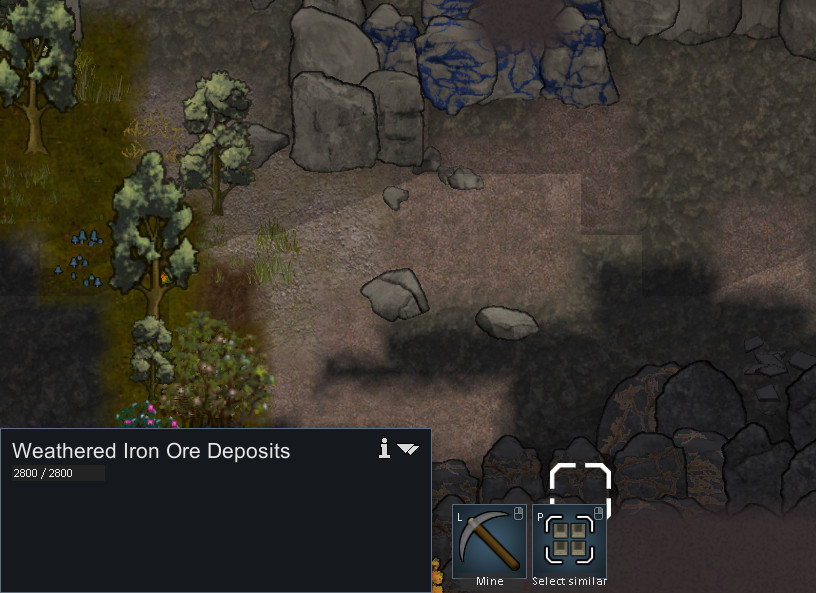 Weathered Iron Ore Deposits
2800 / 2800
L
Mine
P
Select similar